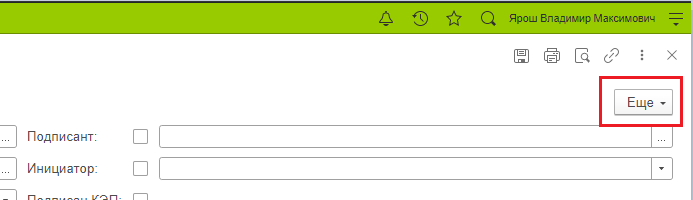 Ярош Владимир Максимович
Еще
... Подписант: ...
Инициатор:
Подписан КЭП: